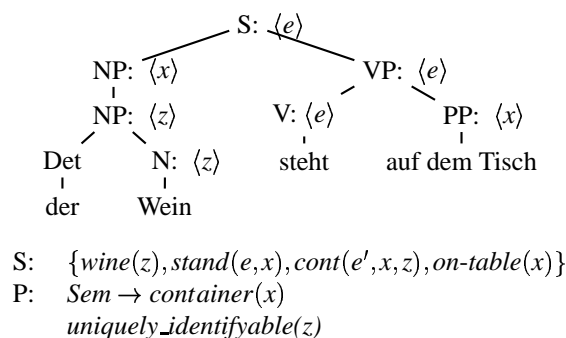 S: ⟨e⟩
NP: ⟨x⟩ VP: ⟨e⟩
NP: ⟨z⟩ V: ⟨e⟩ PP: ⟨x⟩
Det N: ⟨z⟩ steht auf dem Tisch
der Wein
S: {wine(z),stand(e,x),cont(e′,x,z),on-table(x)}
P: Sem → container(x)
uniquely_identifyable(z)